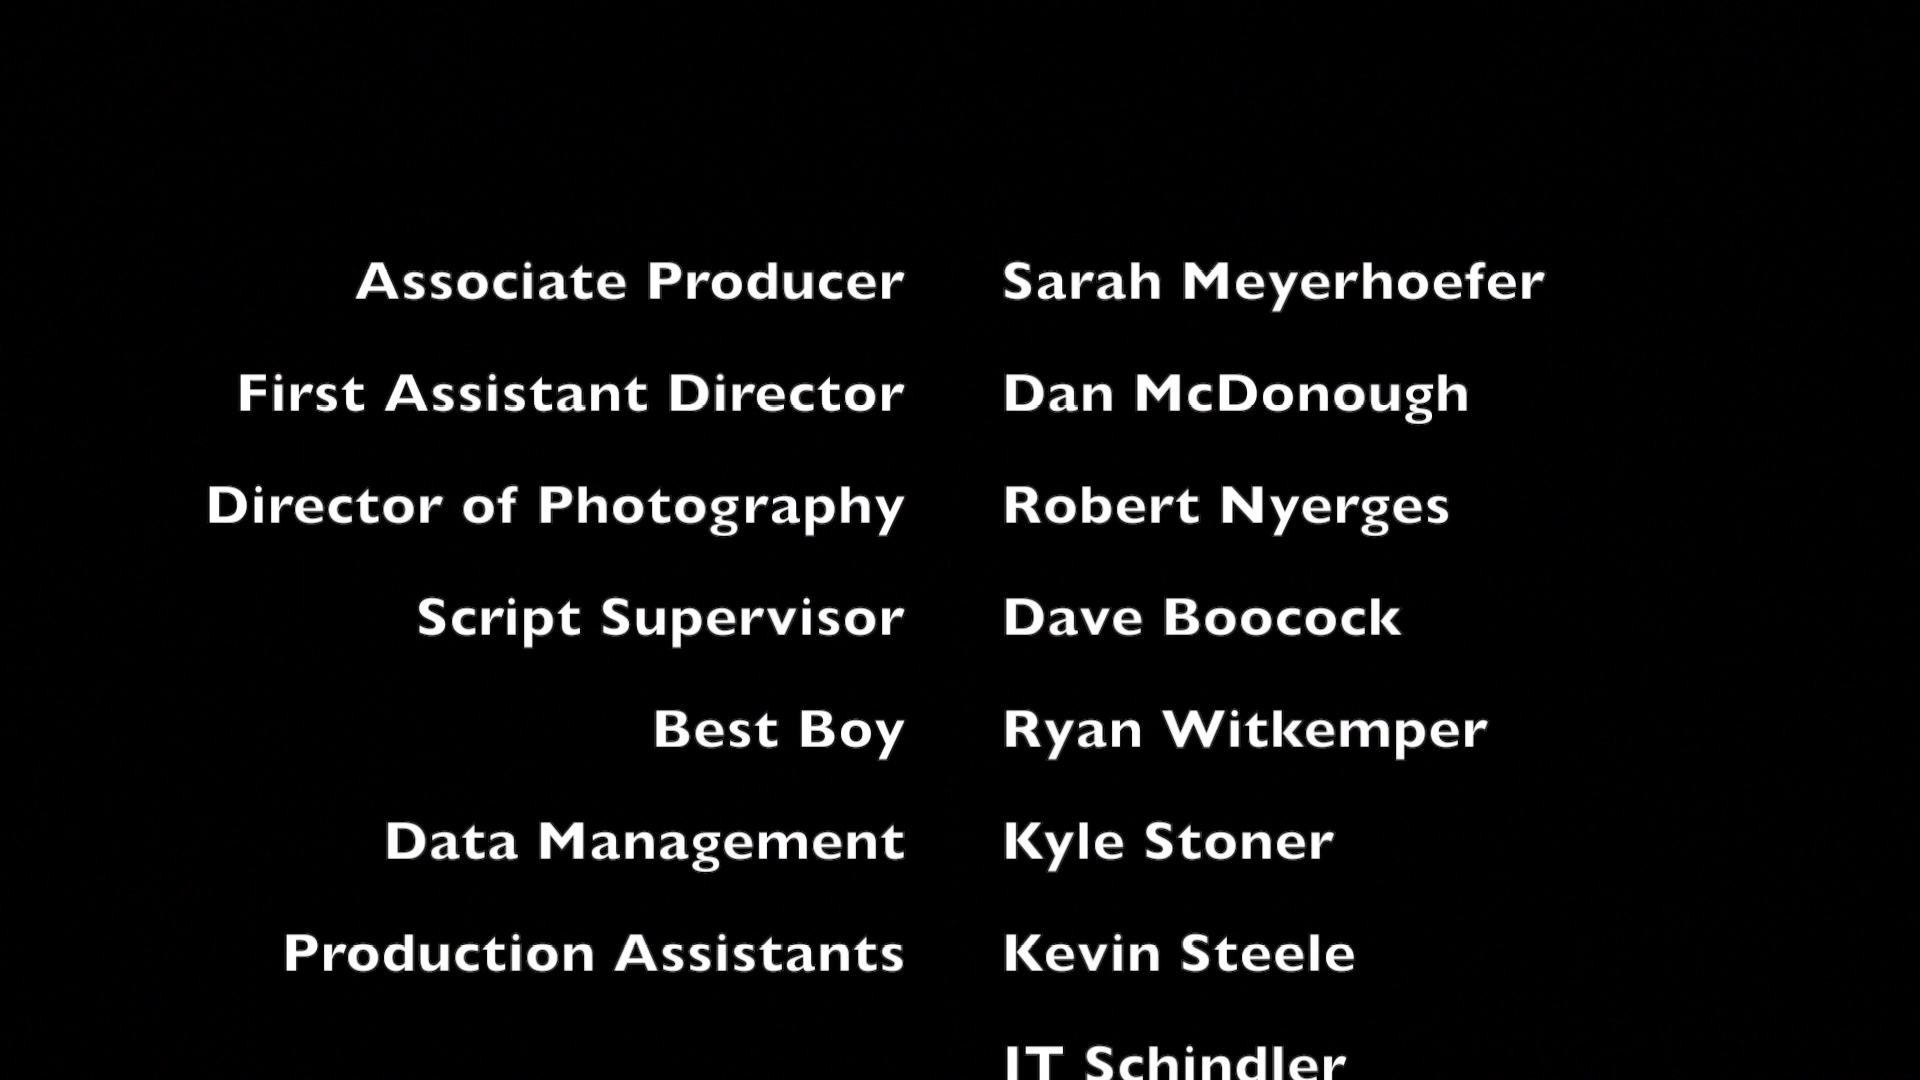 Associate Producer Sarah Meyerhoefer
First Assistant Director Dan McDonough
Director of Photography Robert Nyerges
Script Supervisor Dave Boocock
Best Boy Ryan Witkemper
Data Management Kyle Stoner
Production Assistants Kevin Steele
Schindler